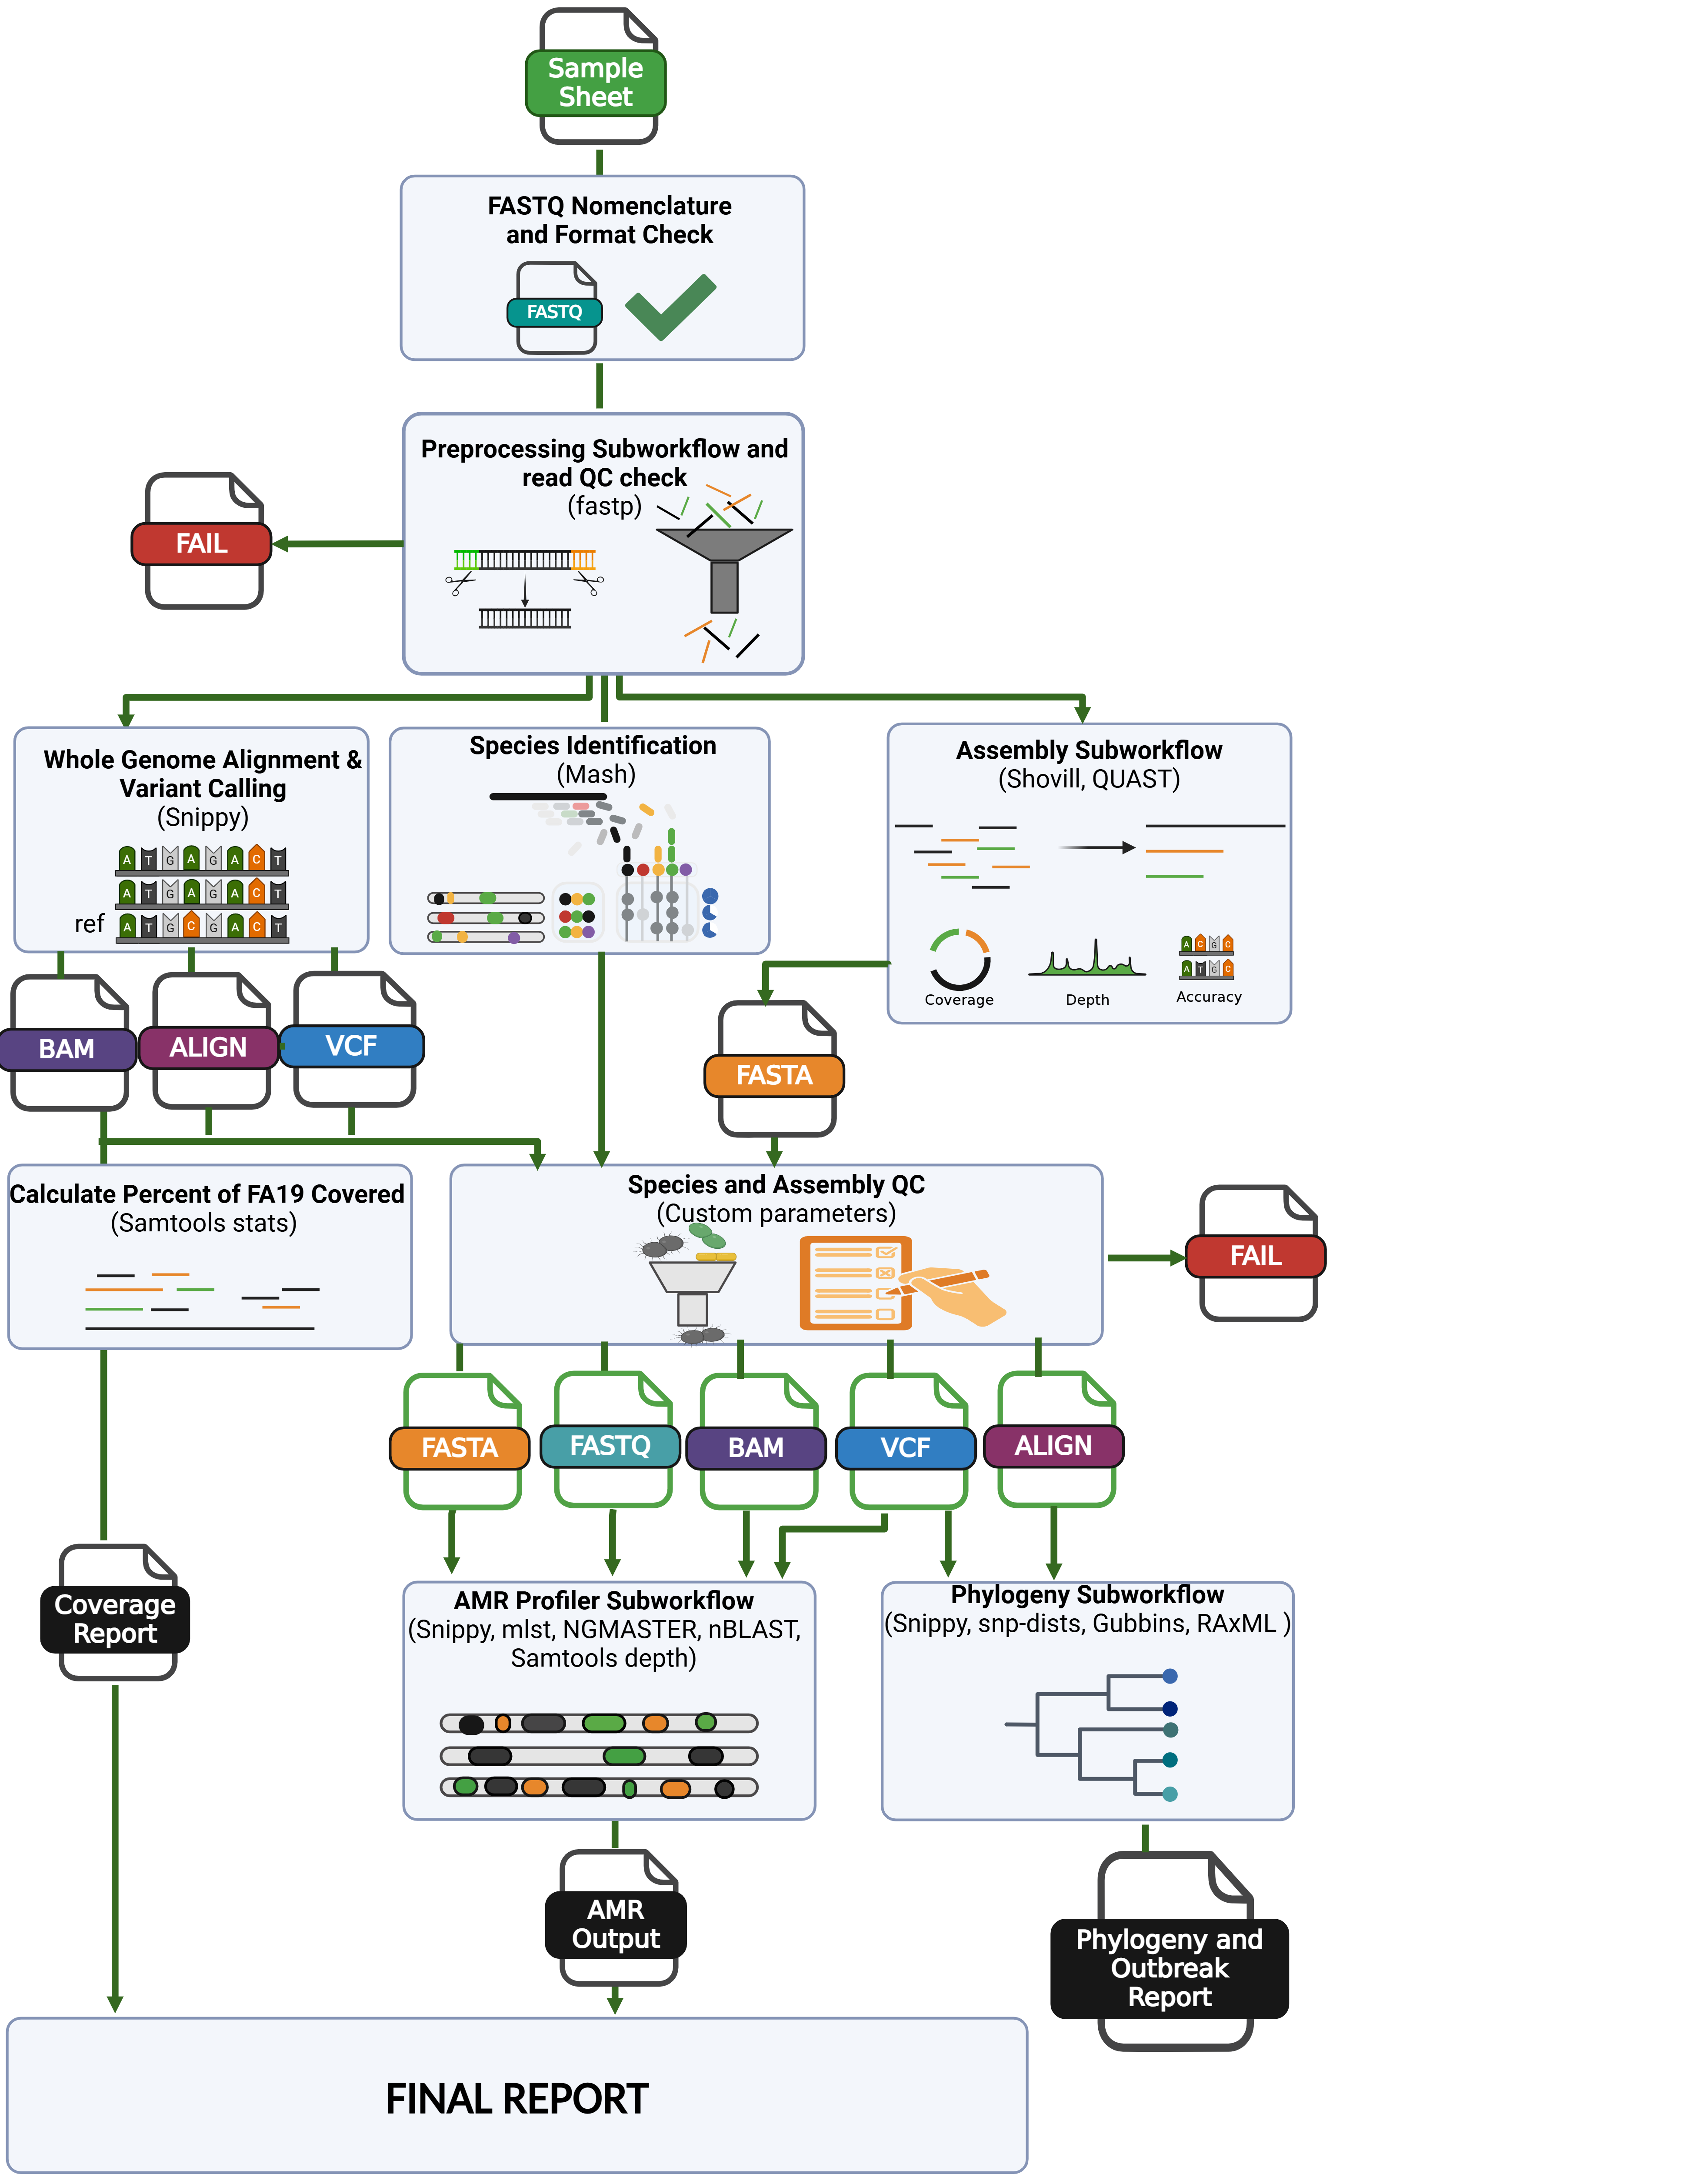 Sample
Sheet
FASTQ Nomenclature
and Format Check
FASTQ
Preprocessing Subworkflow and
read QC check
(fastp)
FAIL
Whole Genome Alignment &
Variant Calling
(Snippy)
A T G A G A C T
A T G A G A C T
ref A T G C G A C T
Species Identification
(Mash)
Assembly Subworkflow
(Shovill, QUAST)
A C G C
A T G C
Coverage
Depth
Accuracy
BAM
ALIGN
VCF
FASTA
Calculate Percent of FA19 Covered
(Samtools stats)
Species and Assembly QC
(Custom parameters)
FAIL
FASTA
FASTQ
BAM
VCF
ALIGN
Coverage
Report
AMR Profiler Subworkflow
(Snippy, mlst, NGMASTER, nBLAST,
Samtools depth)
Phylogeny Subworkflow
(Snippy, snp-dists, Gubbins, RAxML )
AMR
Output
Phylogeny and
Outbreak
Report
FINAL REPORT